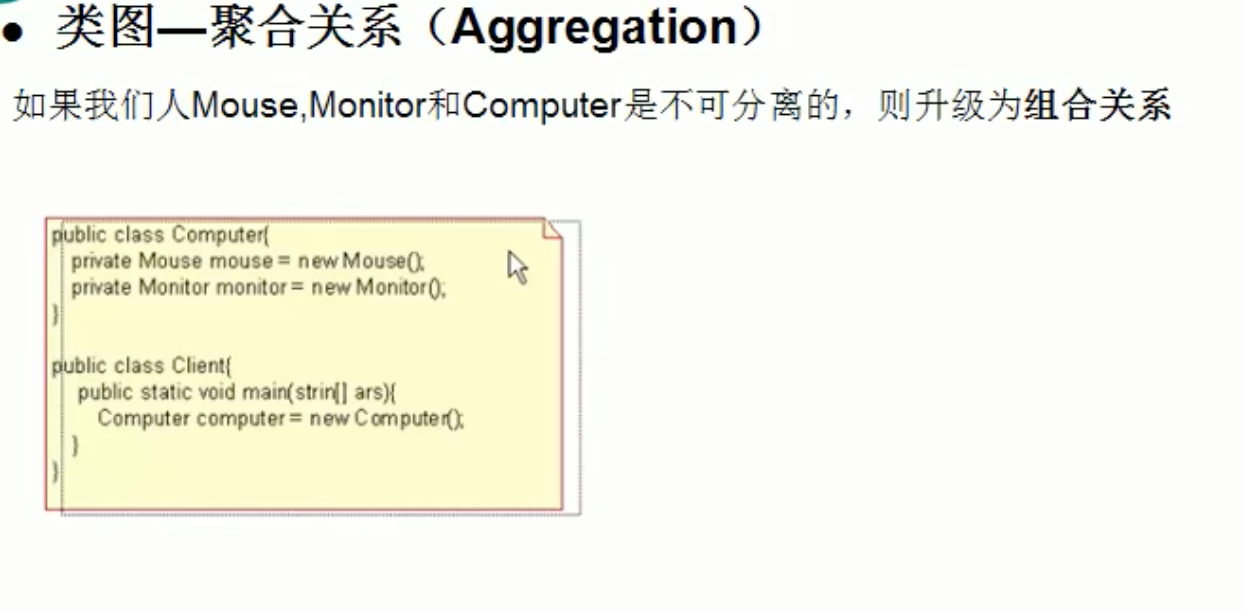 • 类图—聚合关系（Aggregation）
如果我们人Mouse,Monitor和Computer是不可分离的，则升级为组合关系
public class Computer{
private Mouse mouse = new Mouse();
private Monitor monitor = new Monitor();
}
public class Client{
public static void main(strin[] ars){
Computer computer = new Computer();
}
}